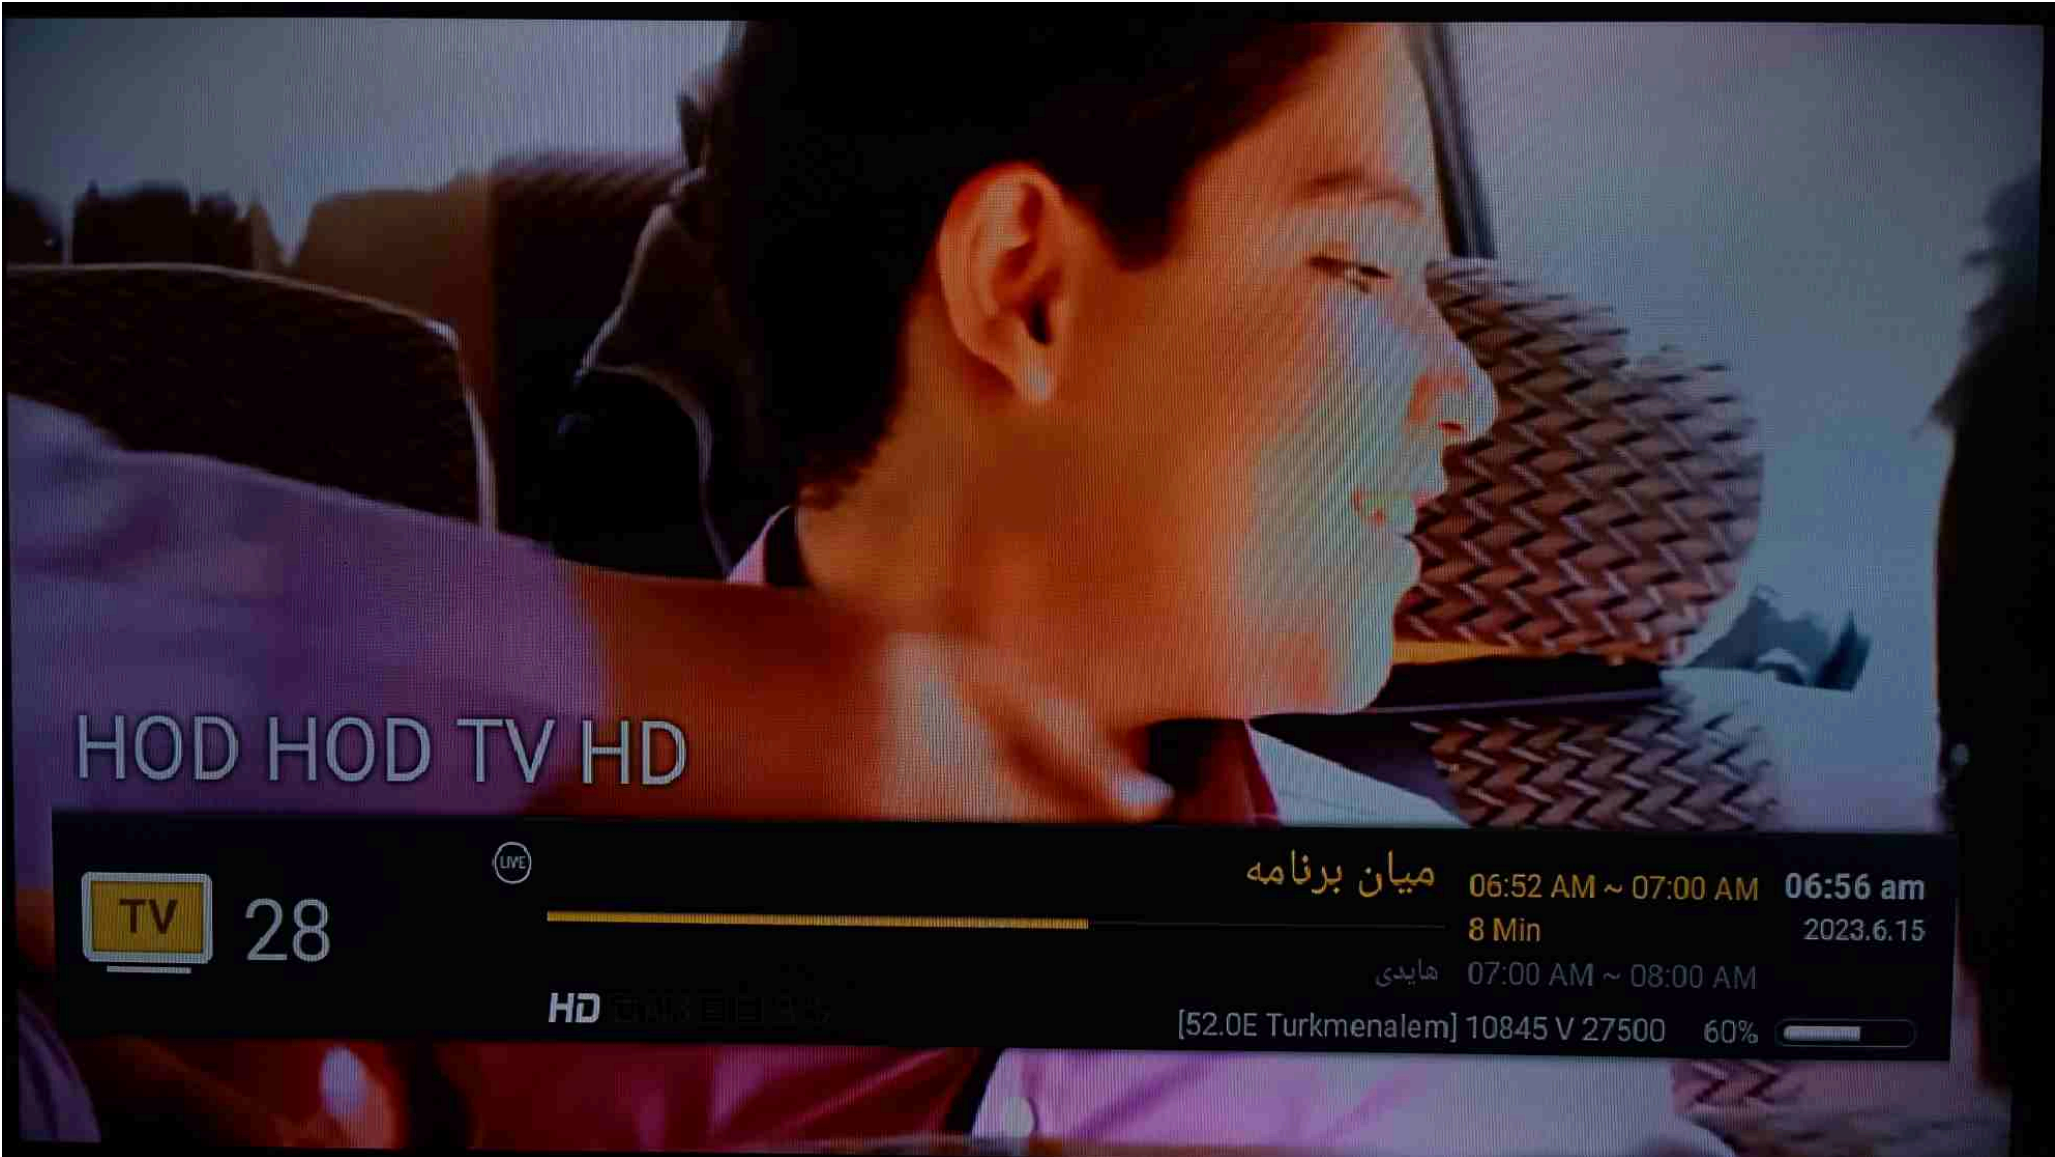 HOD HOD TV HD
TV
28
LIVE
میان برنامه
06:52 AM ~ 07:00 AM
06:56 am
8 Min
2023.6.15
هایدی
07:00 AM ~ 08:00 AM
HD
[52.0E Turkmenalem] 10845 V 27500
60%